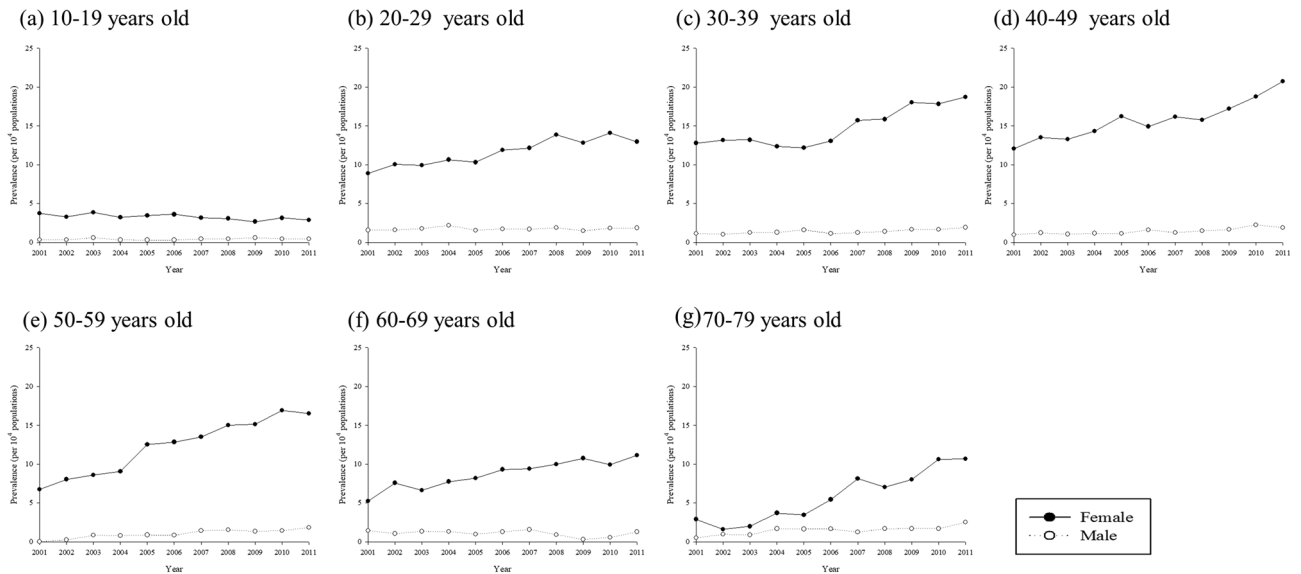 (a) 10-19 years old
(b) 20-29 years old
(c) 30-39 years old
(d) 40-49 years old
25
20
15
10
5
0
Prevalence (per 10⁴ populations)
2001 2002 2003 2004 2005 2006 2007 2008 2009 2010 2011
Year
25
20
15
10
5
0
Prevalence (per 10⁴ populations)
2001 2002 2003 2004 2005 2006 2007 2008 2009 2010 2011
Year
25
20
15
10
5
0
Prevalence (per 10⁴ populations)
2001 2002 2003 2004 2005 2006 2007 2008 2009 2010 2011
Year
25
20
15
10
5
0
Prevalence (per 10⁴ populations)
2001 2002 2003 2004 2005 2006 2007 2008 2009 2010 2011
Year
(e) 50-59 years old
(f) 60-69 years old
(g) 70-79 years old
25
20
15
10
5
0
Prevalence (per 10⁴ populations)
2001 2002 2003 2004 2005 2006 2007 2008 2009 2010 2011
Year
25
20
15
10
5
0
Prevalence (per 10⁴ populations)
2001 2002 2003 2004 2005 2006 2007 2008 2009 2010 2011
Year
25
20
15
10
5
0
Prevalence (per 10⁴ populations)
2001 2002 2003 2004 2005 2006 2007 2008 2009 2010 2011
Year
Female
Male